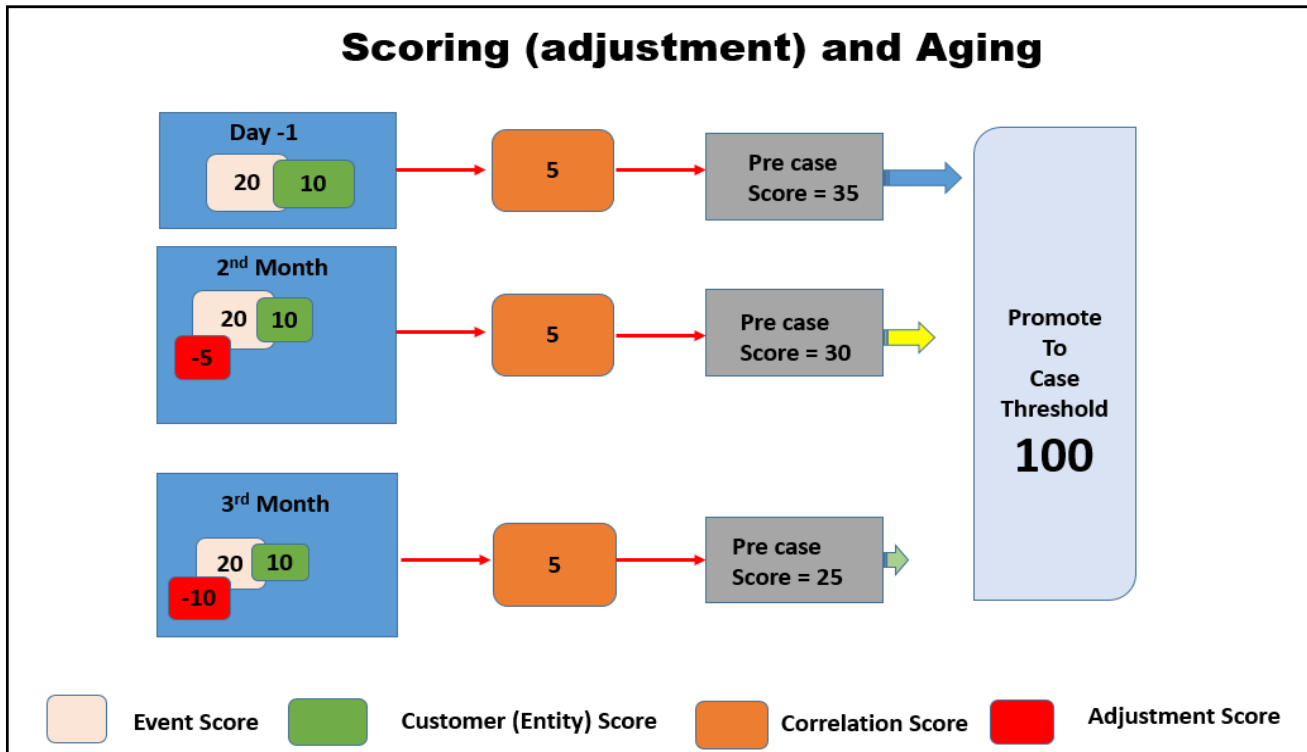 Scoring (adjustment) and Aging
Day -1
20
10
5
Pre case
Score = 35
2nd Month
20
10
-5
5
Pre case
Score = 30
3rd Month
20
10
-10
5
Pre case
Score = 25
Promote
To
Case
Threshold
100
Event Score
Customer (Entity) Score
Correlation Score
Adjustment Score